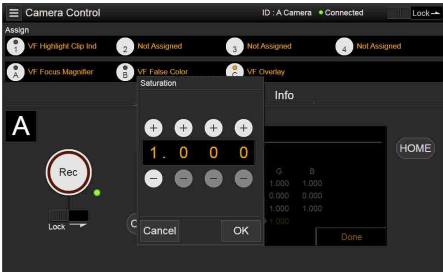 Camera Control
ID : A Camera Connected
Lock
Assign
1 VF Highlight Clip Ind
2 Not Assigned
3 Not Assigned
4 Not Assigned
A VF Focus Magnifier
B VF False Color
C VF Overlay
Saturation
Info
A
+ + + +
1. 0 0 0
− − − −
HOME
Rec
G B
1.000 1.000
0.000 0.000
1.000 1.000
1.000
Lock
C
Cancel
OK
Done